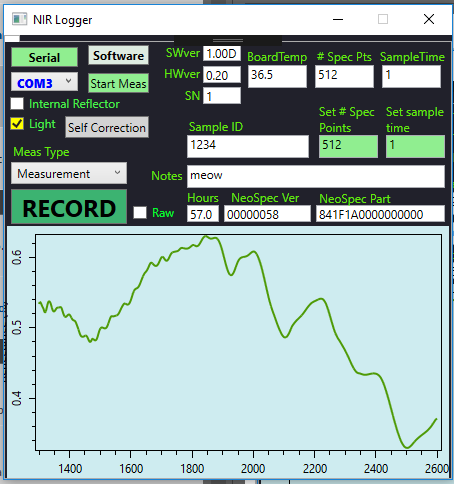 NIR Logger
Serial Software SWver 1.00D BoardTemp # Spec Pts SampleTime
COM3 Start Meas HWver 0.20 36.5 512 1
Internal Reflector SN 1
Light Self Correction Sample ID Set # Spec Points Set sample time
1234 512 1
Meas Type
Measurement Notes meow
RECORD Raw Hours NeoSpec Ver NeoSpec Part
57.0 00000058 841F1A0000000000
0.6
0.5
0.4
1400 1600 1800 2000 2200 2400 2600